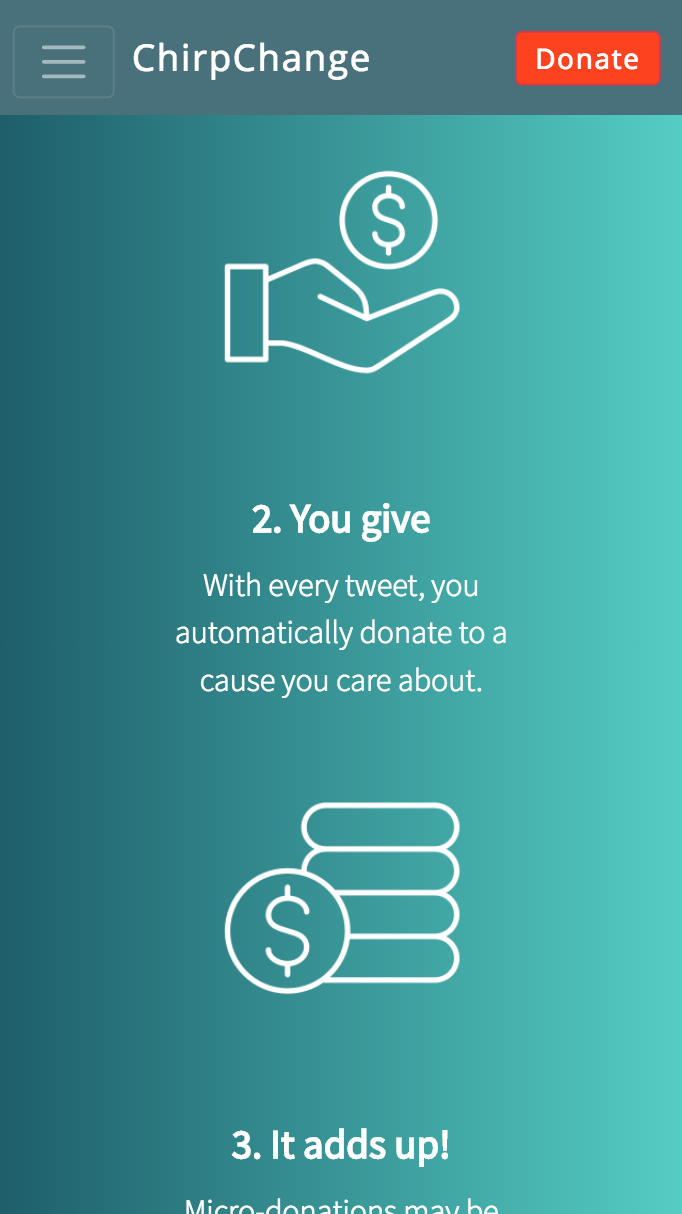 ChirpChange
Donate
$
2. You give
With every tweet, you
automatically donate to a
cause you care about.
$
3. It adds up!
Micro-donations may be